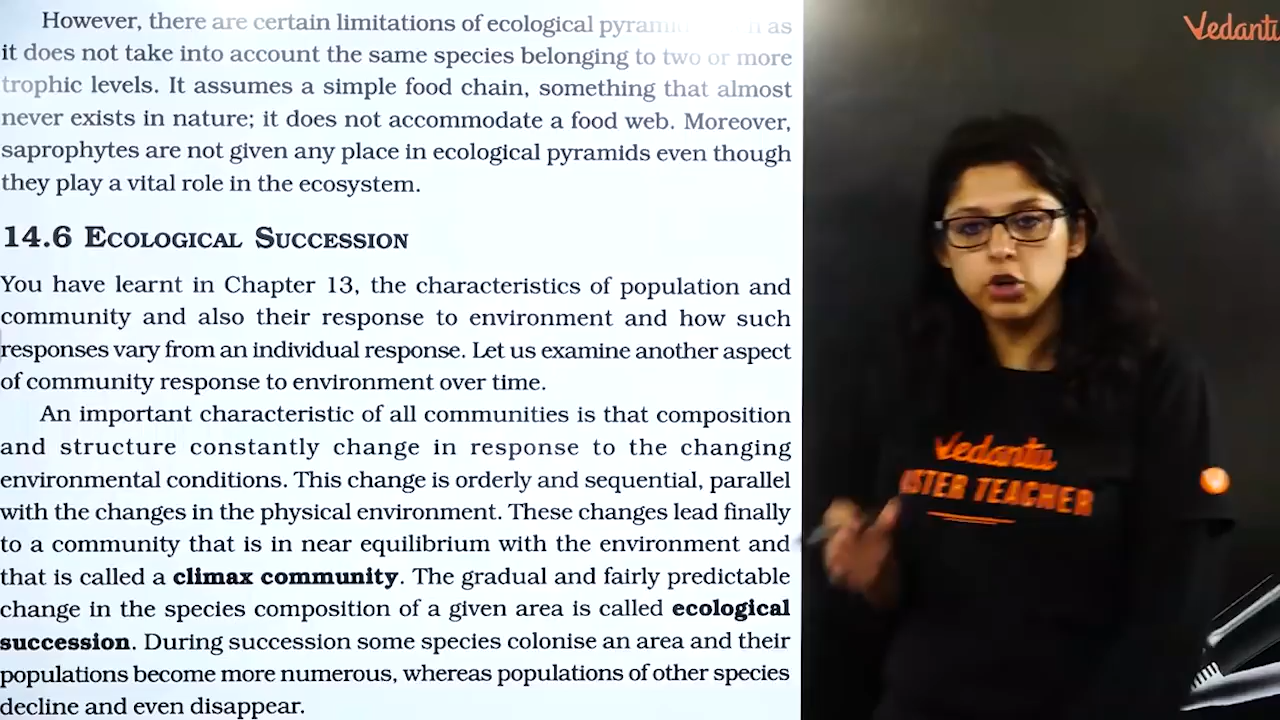 However, there are certain limitations of ecological as
it does not take into account the same species belonging to two or more
trophic levels. It assumes a simple food chain, something that almost
never exists in nature; it does not accommodate a food web. Moreover,
saprophytes are not given any place in ecological pyramids even though
they play a vital role in the ecosystem.
14.6 ECOLOGICAL SUCCESSION
You have learnt in Chapter 13, the characteristics of population and
community and also their response to environment and how such
responses vary from an individual response. Let us examine another aspect
of community response to environment over time.
An important characteristic of all communities is that composition
and structure constantly change in response to the changing
environmental conditions. This change is orderly and sequential, parallel
with the changes in the physical environment. These changes lead finally
to a community that is in near equilibrium with the environment and
that is called a climax community. The gradual and fairly predictable
change in the species composition of a given area is called ecological
succession. During succession some species colonise an area and their
populations become more numerous, whereas populations of other species
decline and even disappear.
Vedantu
Vedantu
TEACHER